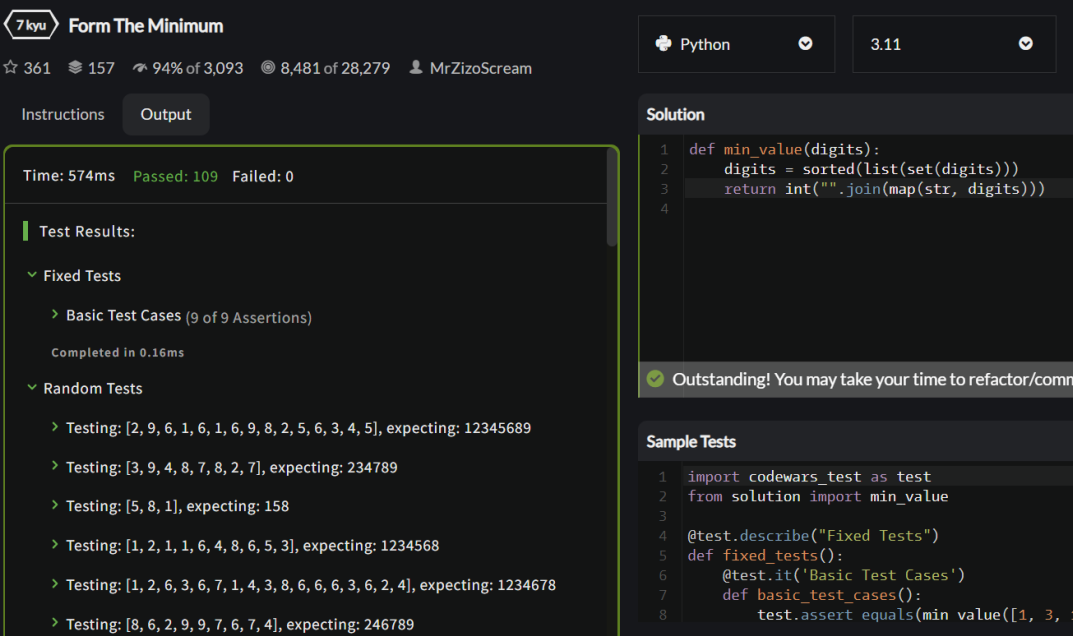 7 kyu Form The Minimum
361 157 94% of 3,093 8,481 of 28,279 MrZizoScream
Instructions Output
Time: 574ms Passed: 109 Failed: 0
Test Results:
Fixed Tests
Basic Test Cases (9 of 9 Assertions)
Completed in 0.16ms
Random Tests
Testing: [2, 9, 6, 1, 6, 1, 6, 9, 8, 2, 5, 6, 3, 4, 5], expecting: 12345689
Testing: [3, 9, 4, 8, 7, 8, 2, 7], expecting: 234789
Testing: [5, 8, 1], expecting: 158
Testing: [1, 2, 1, 1, 6, 4, 8, 6, 5, 3], expecting: 1234568
Testing: [1, 2, 6, 3, 6, 7, 1, 4, 3, 8, 6, 6, 6, 3, 6, 2, 4], expecting: 1234678
Testing: [8, 6, 2, 9, 9, 7, 6, 7, 4], expecting: 246789
Python 3.11
Solution
1 def min_value(digits):
2 digits = sorted(list(set(digits)))
3 return int("".join(map(str, digits)))
4
Outstanding! You may take your time to refactor/comm
Sample Tests
1 import codewars_test as test
2 from solution import min_value
3
4 @test.describe("Fixed Tests")
5 def fixed_tests():
6 @test.it('Basic Test Cases')
7 def basic_test_cases():
8 test.assert_equals(min_value([1, 3,